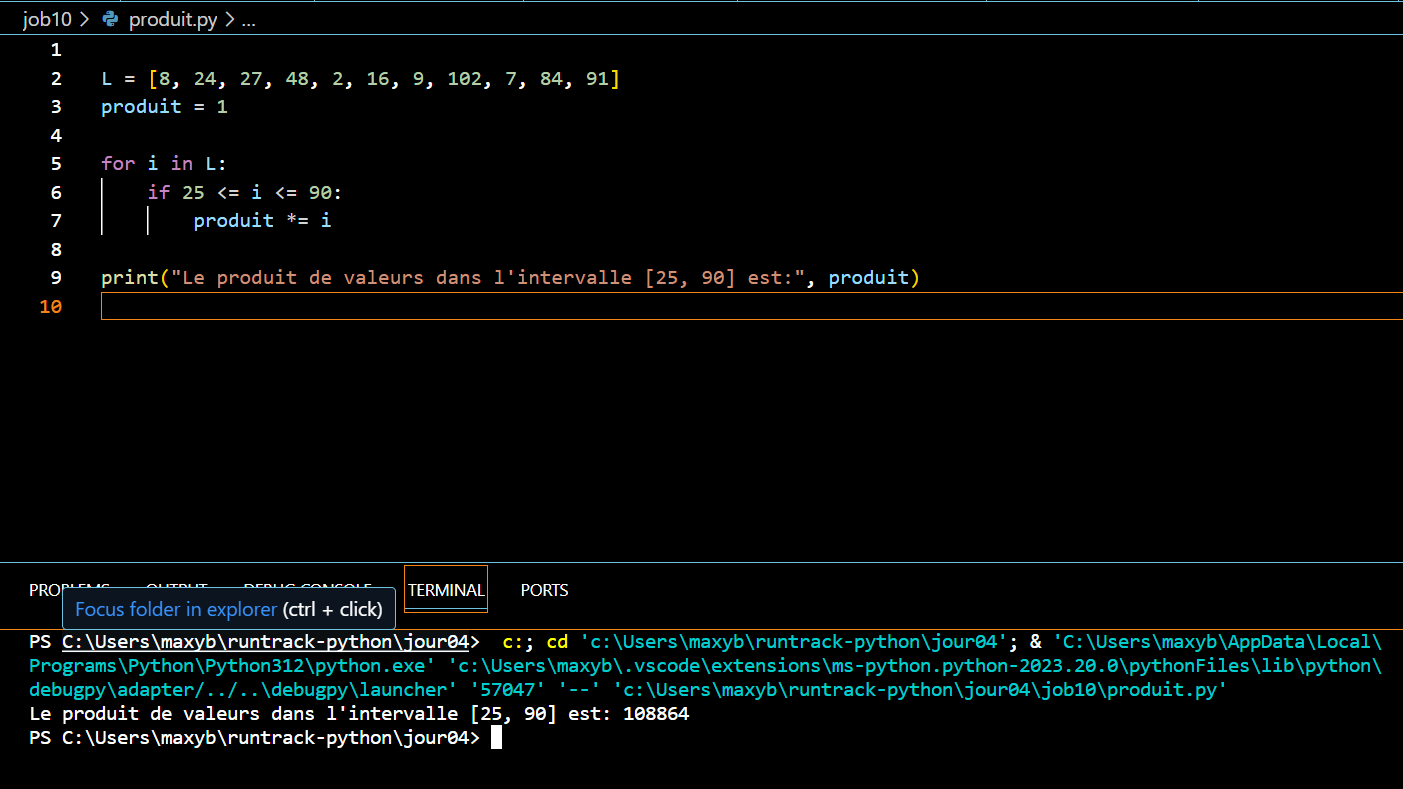 job10 > produit.py > ...
1
2 L = [8, 24, 27, 48, 2, 16, 9, 102, 7, 84, 91]
3 produit = 1
4
5 for i in L:
6     if 25 <= i <= 90:
7         produit *= i
8
9 print("Le produit de valeurs dans l'intervalle [25, 90] est:", produit)
10
PROBLEMS OUTPUT DEBUG CONSOLE TERMINAL PORTS
Focus folder in explorer (ctrl + click)
PS C:\Users\maxyb\runtrack-python\jour04>  c:; cd 'c:\Users\maxyb\runtrack-python\jour04'; & 'C:\Users\maxyb\AppData\Local\
Programs\Python\Python312\python.exe' 'c:\Users\maxyb\.vscode\extensions\ms-python.python-2023.20.0\pythonFiles\lib\python\
debugpy\adapter/../..\debugpy\launcher' '57047' '--' 'c:\Users\maxyb\runtrack-python\jour04\job10\produit.py'
Le produit de valeurs dans l'intervalle [25, 90] est: 108864
PS C:\Users\maxyb\runtrack-python\jour04>